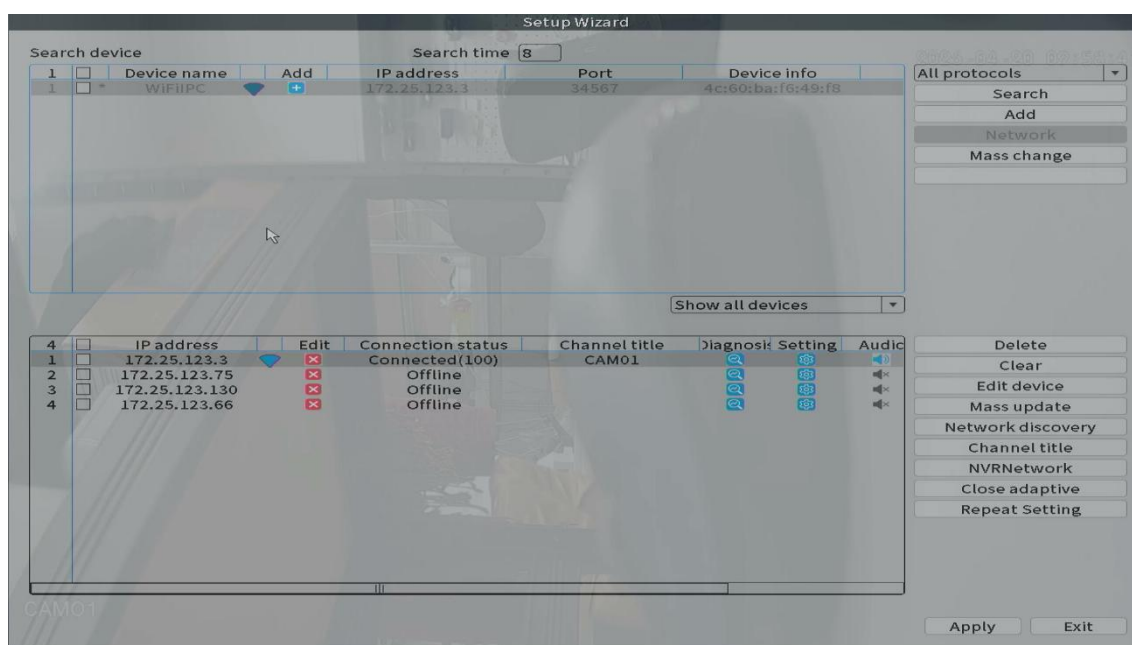 Setup Wizard
Search device Search time 8
1 Device name Add IP address Port Device info All protocols
1 * WiFiIPC + 172.25.123.3 34567 4c:60:ba:f6:49:f8
Search
Add
Network
Mass change
Show all devices
4 IP address Edit Connection status Channel title Diagnosis Setting Audio
1 172.25.123.3 Connected(100) CAM01
2 172.25.123.75 Offline
3 172.25.123.130 Offline
4 172.25.123.66 Offline
Delete
Clear
Edit device
Mass update
Network discovery
Channel title
NVRNetwork
Close adaptive
Repeat Setting
CAM01
Apply Exit